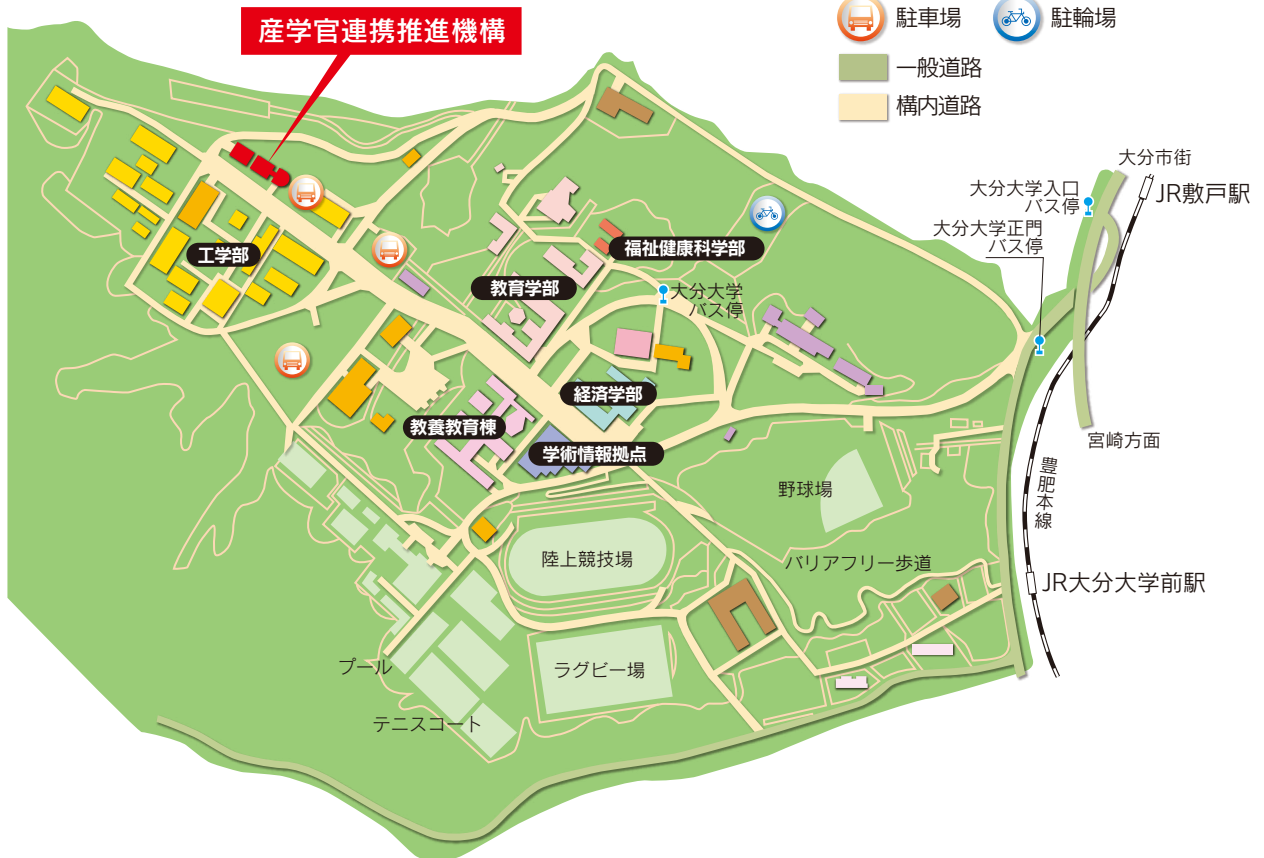 産学官連携推進機構
駐車場
駐輪場
一般道路
構内道路
大分市街
大分大学入口
バス停
JR敷戸駅
大分大学正門
バス停
工学部
福祉健康科学部
教育学部
大分大学
バス停
経済学部
教養教育棟
学術情報拠点
宮崎方面
豊肥本線
野球場
陸上競技場
バリアフリー歩道
JR大分大学前駅
プール
ラグビー場
テニスコート